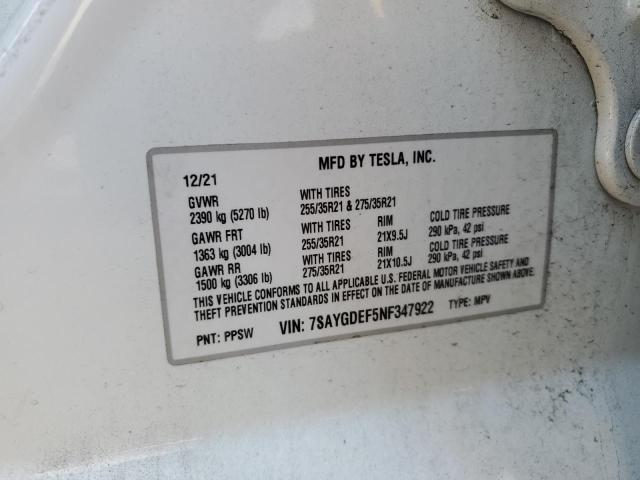 MFD BY TESLA, INC.
12/21
GVWR WITH TIRES
2390 kg (5270 lb) 255/35R21 & 275/35R21
GAWR FRT WITH TIRES RIM COLD TIRE PRESSURE
1363 kg (3004 lb) 255/35R21 21X9.5J 290 kPa, 42 psi
GAWR RR WITH TIRES RIM COLD TIRE PRESSURE
1500 kg (3306 lb) 275/35R21 21X10.5J 290 kPa, 42 psi
THIS VEHICLE CONFORMS TO ALL APPLICABLE U.S. FEDERAL MOTOR VEHICLE SAFETY AND
THEFT PREVENTION STANDARDS IN EFFECT ON THE DATE OF MANUFACTURE SHOWN ABOVE.
PNT: PPSW VIN: 7SAYGDEF5NF347922 TYPE: MPV